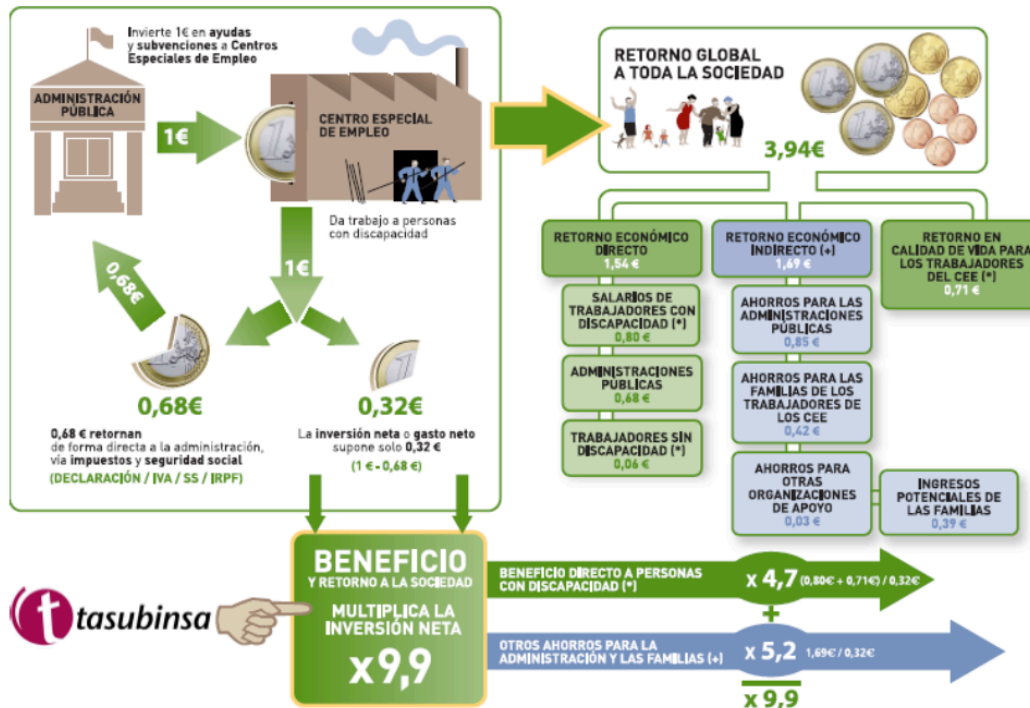 Invierte 1€ en ayudas
y subvenciones a Centros
Especiales de Empleo
ADMINISTRACIÓN
PÚBLICA
1€
CENTRO ESPECIAL
DE EMPLEO
Da trabajo a personas
con discapacidad
1€
0,68€
0,68€
0,68 € retornan
de forma directa a la administración,
vía impuestos y seguridad social
(DECLARACIÓN / IVA / SS / IRPF)
0,32€
La inversión neta o gasto neto
supone solo 0,32 €
(1 € - 0,68 €)
RETORNO GLOBAL
A TODA LA SOCIEDAD
3,94€
RETORNO ECONÓMICO
DIRECTO
1,54 €
SALARIOS DE
TRABAJADORES CON
DISCAPACIDAD (*)
0,80 €
ADMINISTRACIONES
PÚBLICAS
0,68 €
TRABAJADORES SIN
DISCAPACIDAD (*)
0,06 €
RETORNO ECONÓMICO
INDIRECTO (+)
1,69 €
AHORROS PARA LAS
ADMINISTRACIONES
PÚBLICAS
0,85 €
AHORROS PARA LAS
FAMILIAS DE LOS
TRABAJADORES DE
LOS CEE
0,42 €
AHORROS PARA
OTRAS
ORGANIZACIONES
DE APOYO
0,03 €
INGRESOS
POTENCIALES DE
LAS FAMILIAS
0,39 €
RETORNO EN
CALIDAD DE VIDA PARA
LOS TRABAJADORES
DEL CEE (*)
0,71 €
tasubinsa
BENEFICIO
Y RETORNO A LA SOCIEDAD
MULTIPLICA LA
INVERSIÓN NETA
x9,9
BENEFICIO DIRECTO A PERSONAS
CON DISCAPACIDAD (*)
x 4,7 (0,80€ + 0,71€) / 0,32€
+
OTROS AHORROS PARA LA
ADMINISTRACIÓN Y LAS FAMILIAS (+)
x 5,2 1,69€ / 0,32€
x 9,9